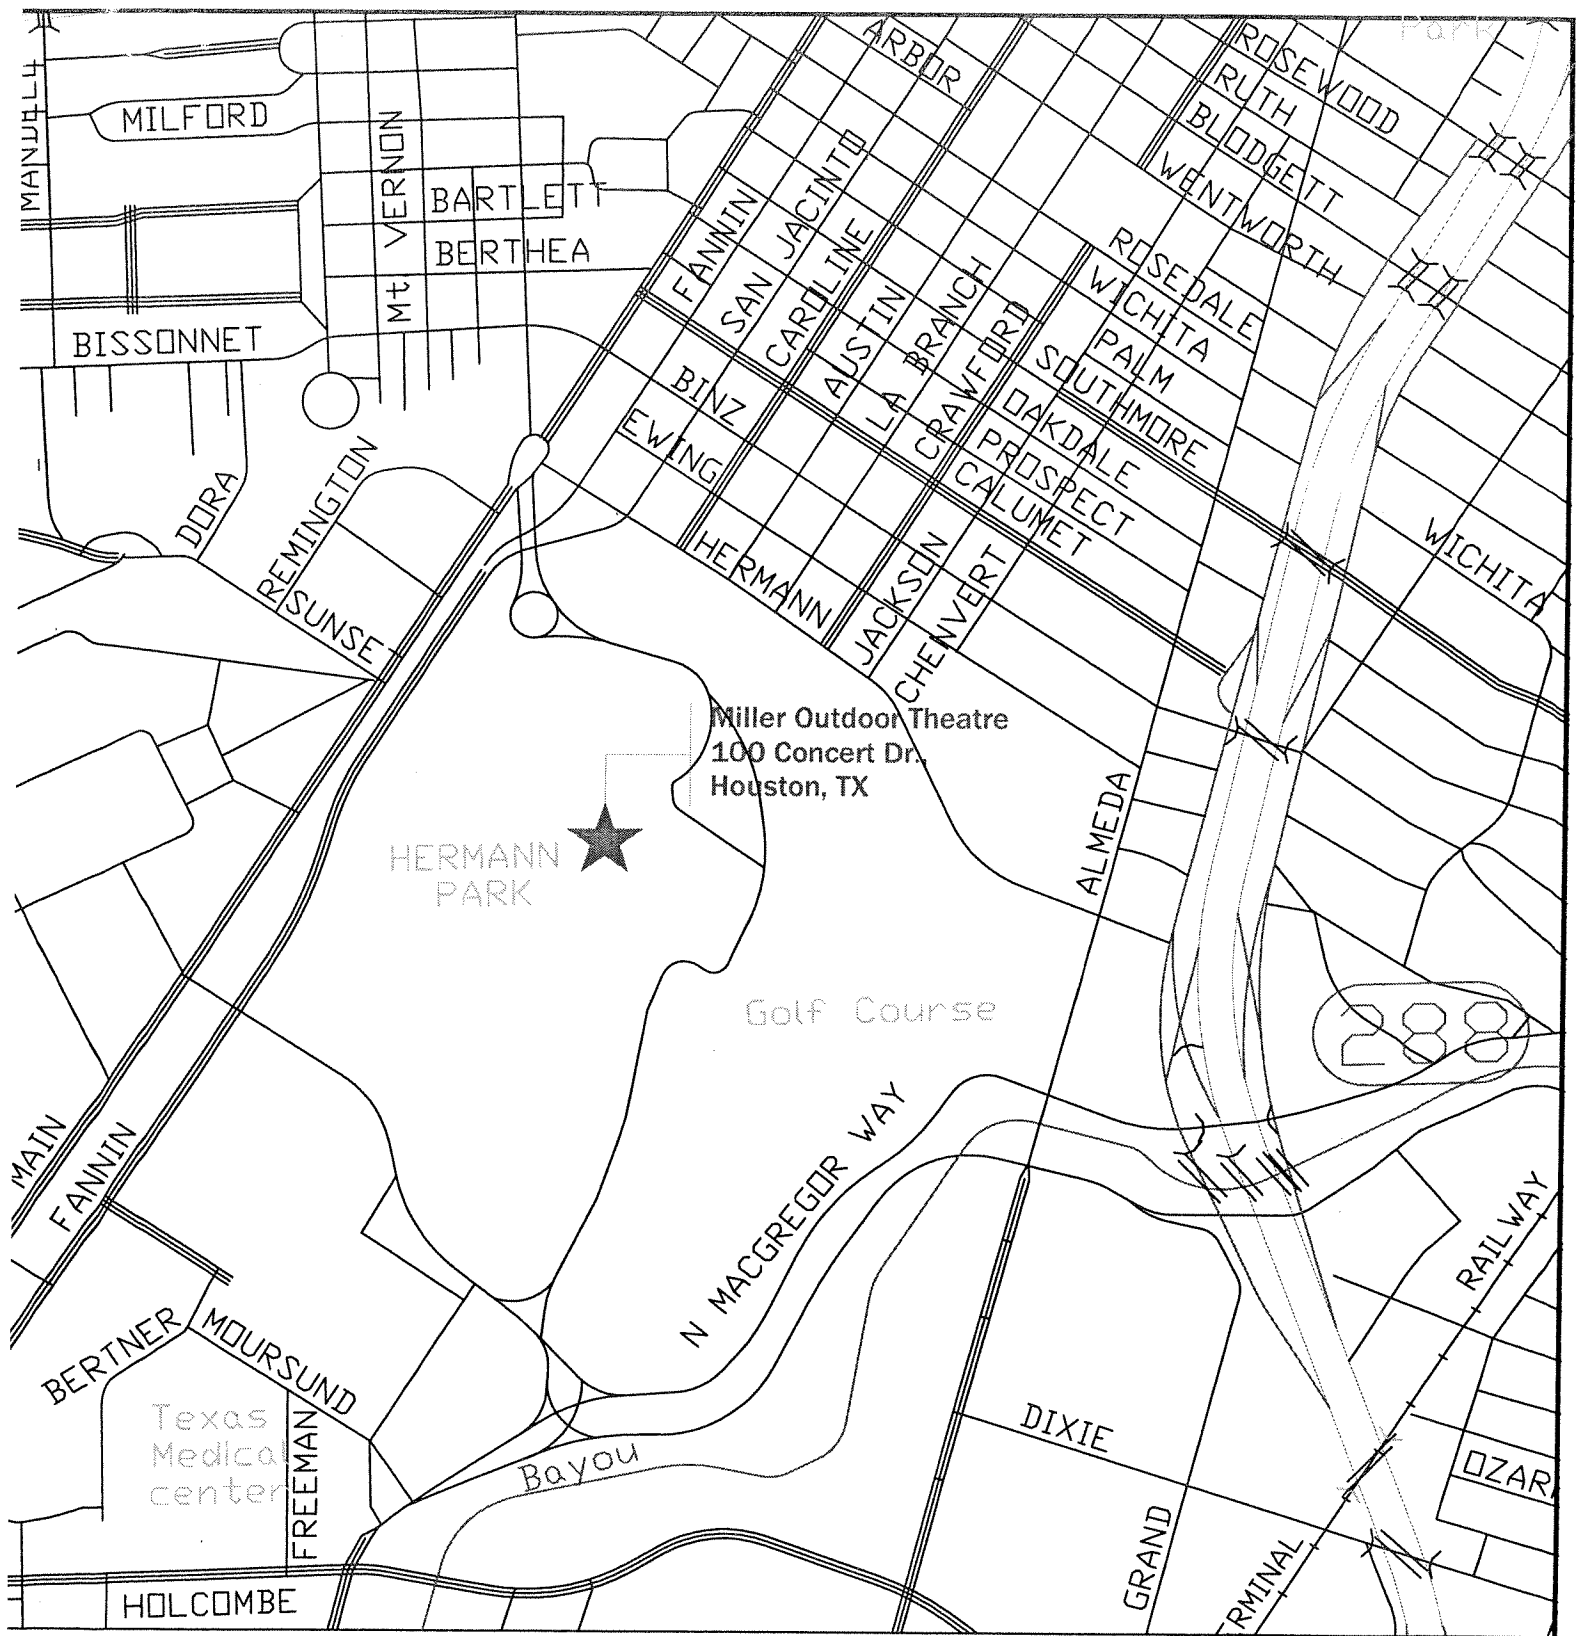 Park
ARBOR
ROSEWOOD
RUTH
BLODGETT
WENTWORTH
MANDELL
MILFORD
Mt VERNON
BARTLETT
BERTHEA
BISSONNET
FANNIN
SAN JACINTO
CAROLINE
AUSTIN
LA BRANCH
CRAWFORD
ROSEDALE
WICHITA
PALM
SOUTHMORE
OAKDALE
PROSPECT
CALUMET
BINZ
EWING
HERMANN
JACKSON
CHENVERT
WICHITA
DORA
REMINGTON
SUNSE
Miller Outdoor Theatre
100 Concert Dr.,
Houston, TX
HERMANN
PARK
ALMEDA
Golf Course
288
MAIN
FANNIN
N MACGREGOR WAY
RAILWAY
BERTNER
MOURSUND
Texas
Medical
center
FREEMAN
Bayou
DIXIE
OZAR
GRAND
ERMINAL
HOLCOMBE